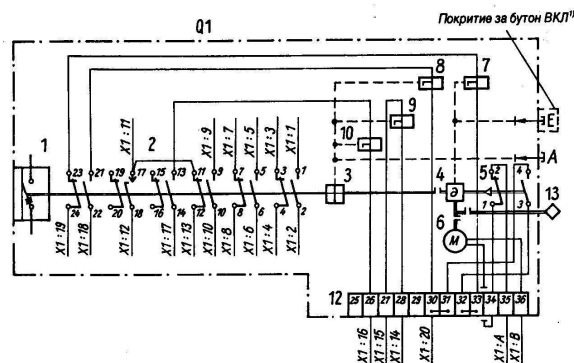 Покритие за бутон ВКЛ¹⁾
Q1
8
7
E
X1:11
X1:9
X1:7
X1:5
X1:3
X1:1
9
10
A
1
2
23 21 19 17 15 13 11 9 7 5 3 1
3
4
д
5
2
4
13
24 22 20 18 16 14 12 10 8 6 4 2
1
3
6
M
X1:19
X1:18
X1:12
X1:17
X1:13
X1:10
X1:8
X1:6
X1:4
X1:2
12
25 26 27 28 29 30 31 32 33 34 35 36
X1:16
X1:15
X1:14
X1:20
X1:A
X1:B